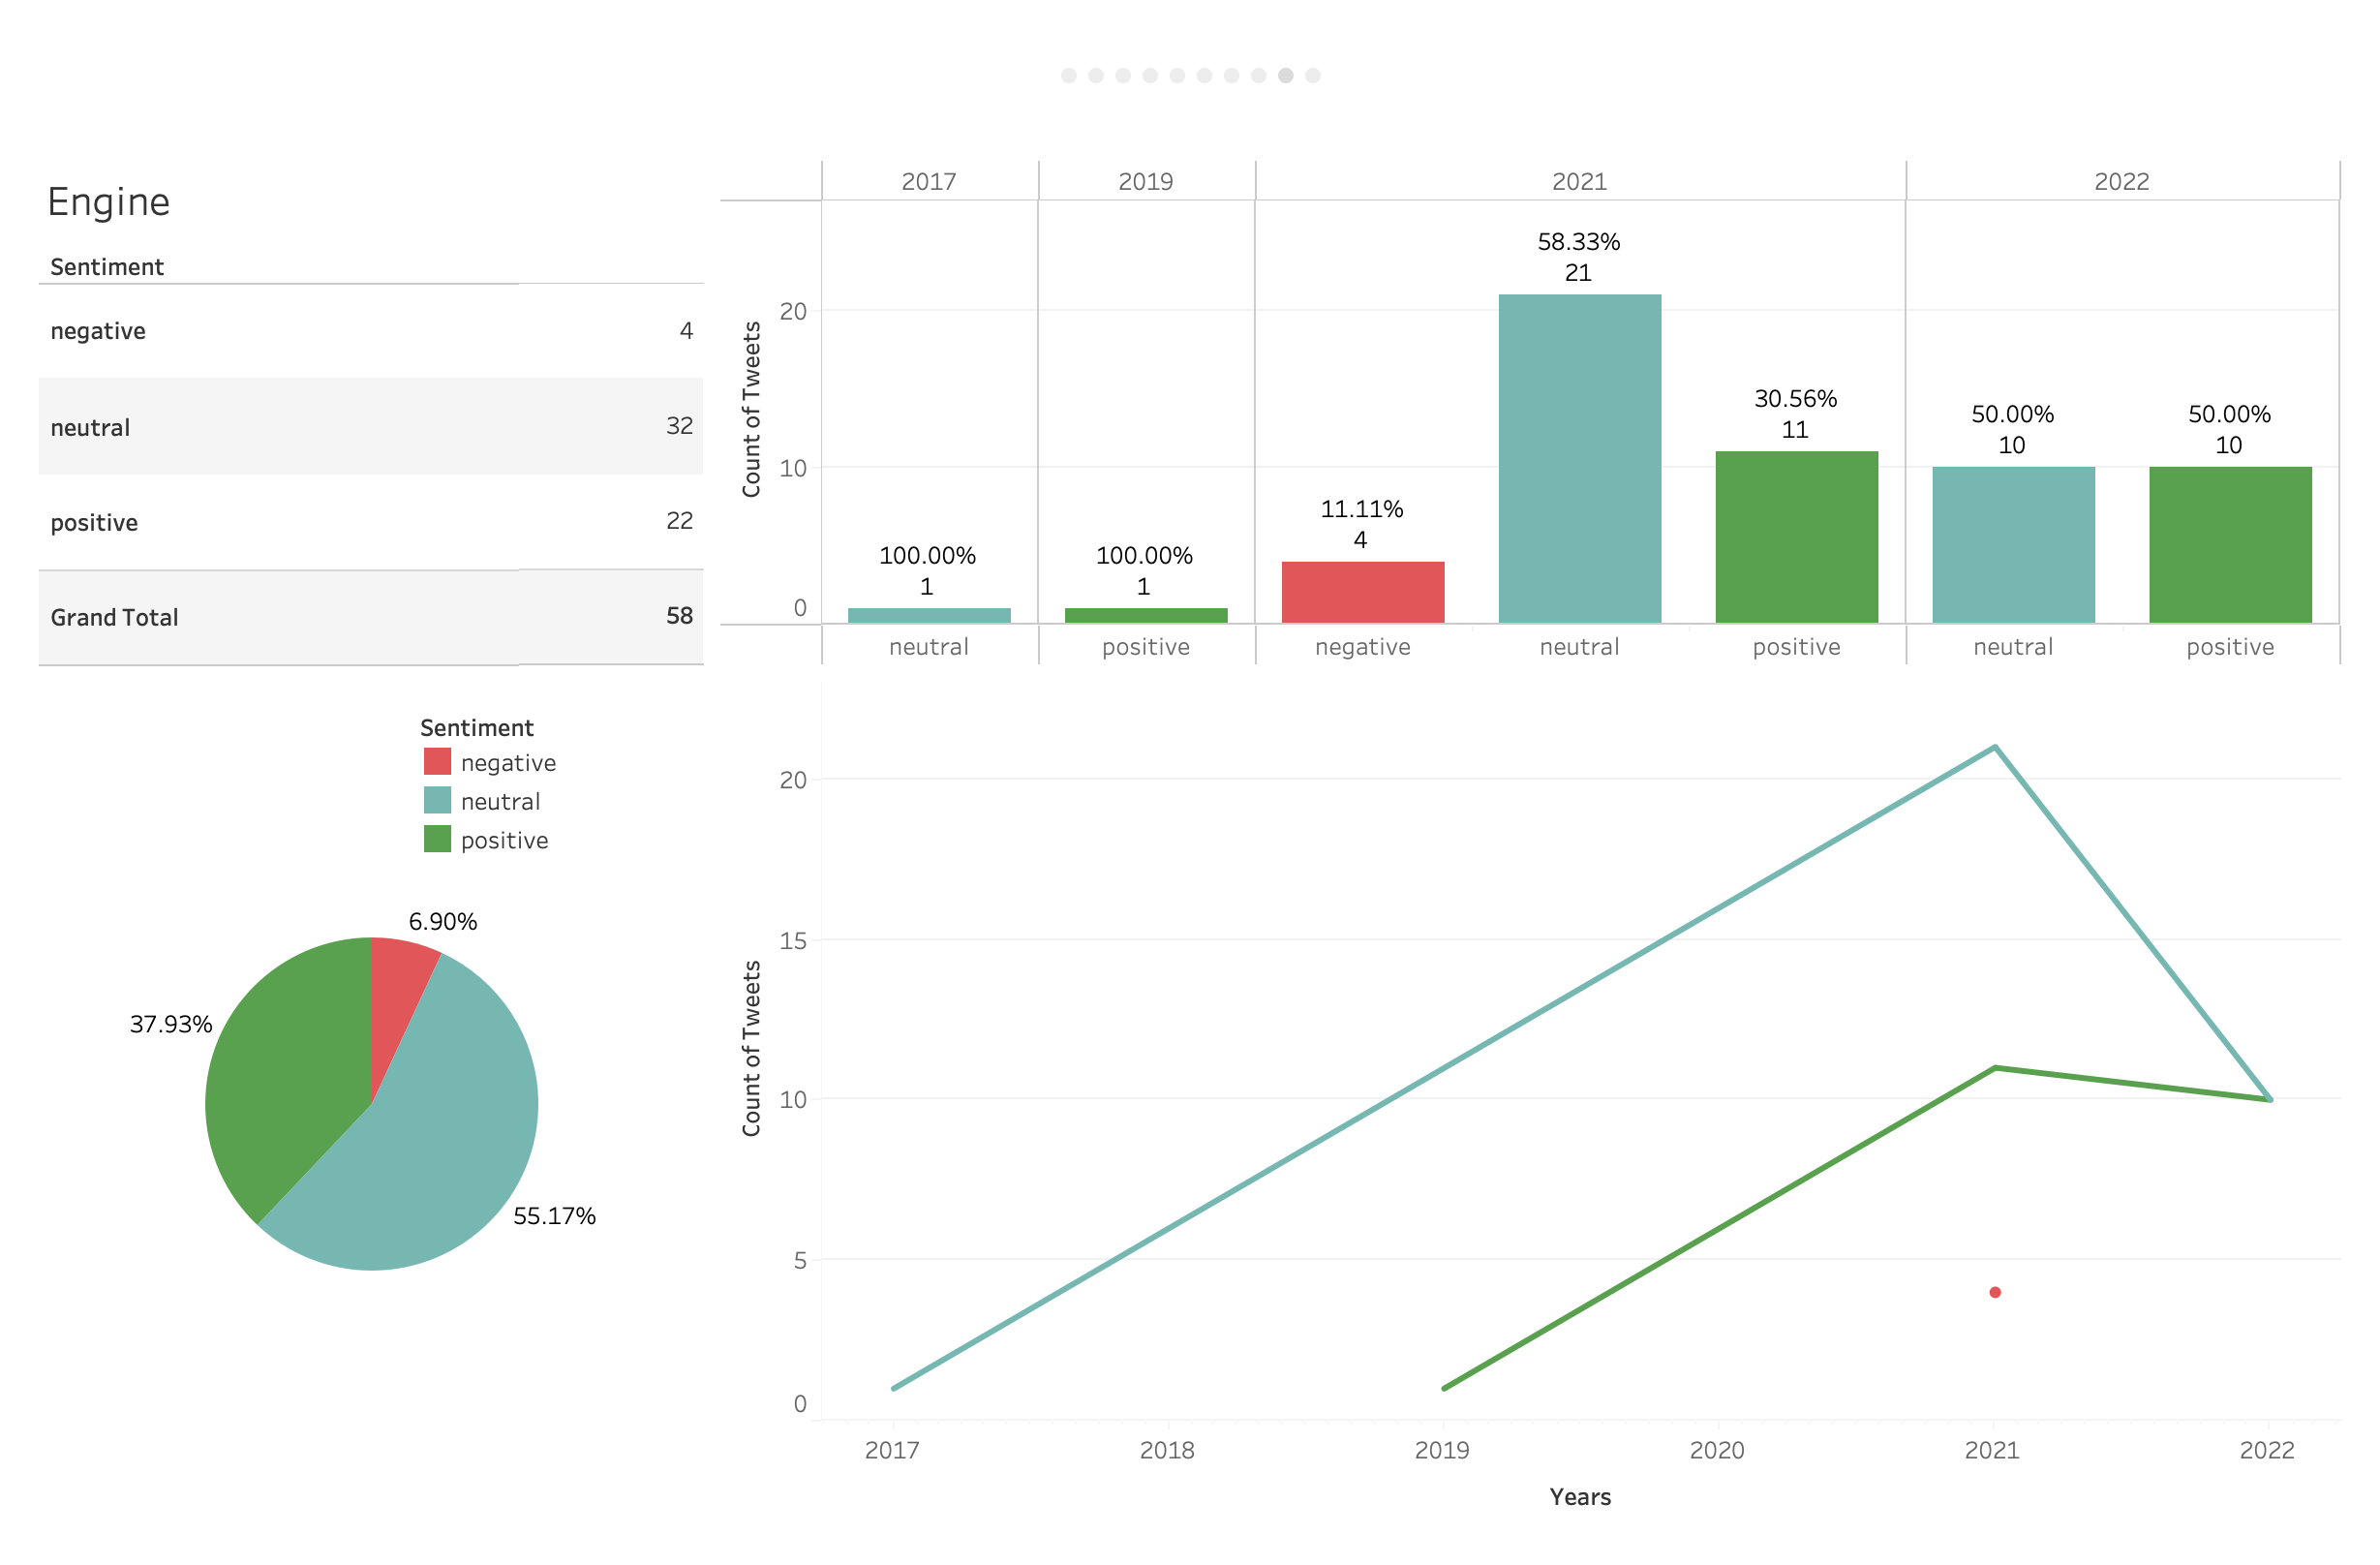 Engine
Sentiment
negative 4
neutral 32
positive 22
Grand Total 58
2017 2019 2021 2022
Count of Tweets
20
10
0
100.00%
1
100.00%
1
11.11%
4
58.33%
21
30.56%
11
50.00%
10
50.00%
10
neutral positive negative neutral positive neutral positive
Sentiment
negative
neutral
positive
6.90%
37.93%
55.17%
Count of Tweets
20
15
10
5
0
2017 2018 2019 2020 2021 2022
Years